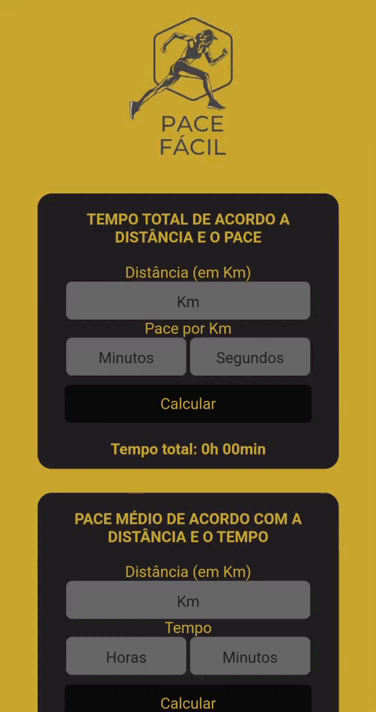 PACE
FÁCIL
TEMPO TOTAL DE ACORDO A
DISTÂNCIA E O PACE
Distância (em Km)
Km
Pace por Km
Minutos Segundos
Calcular
Tempo total: 0h 00min
PACE MÉDIO DE ACORDO COM A
DISTÂNCIA E O TEMPO
Distância (em Km)
Km
Tempo
Horas Minutos
Calcular